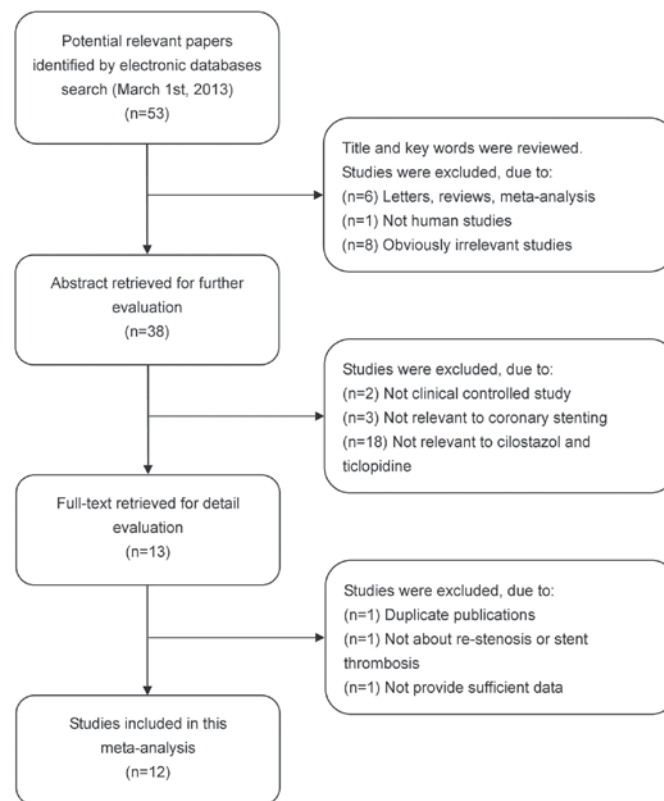 Potential relevant papers
identified by electronic databases
search (March 1st, 2013)
(n=53)
Title and key words were reviewed.
Studies were excluded, due to:
(n=6) Letters, reviews, meta-analysis
(n=1) Not human studies
(n=8) Obviously irrelevant studies
Abstract retrieved for further
evaluation
(n=38)
Studies were excluded, due to:
(n=2) Not clinical controlled study
(n=3) Not relevant to coronary stenting
(n=18) Not relevant to cilostazol and
ticlopidine
Full-text retrieved for detail
evaluation
(n=13)
Studies were excluded, due to:
(n=1) Duplicate publications
(n=1) Not about re-stenosis or stent
thrombosis
(n=1) Not provide sufficient data
Studies included in this
meta-analysis
(n=12)